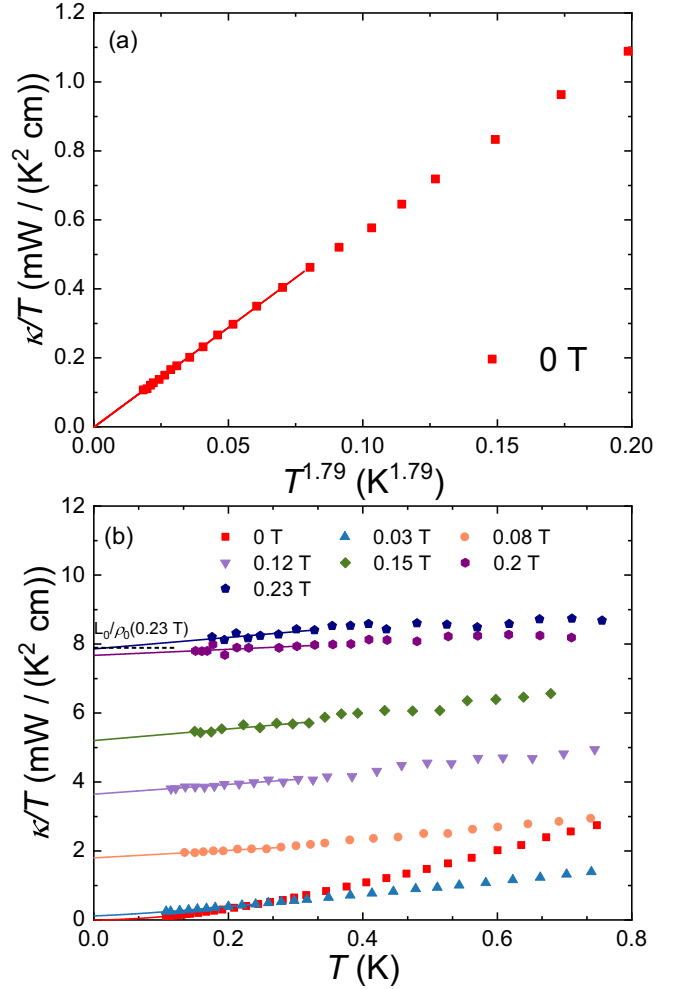 (a)
1.2
1.0
0.8
0.6
0.4
0.2
0.0
κ/T (mW / (K² cm))
0 T
0.00 0.05 0.10 0.15 0.20
T^1.79 (K^1.79)
(b)
12
10
8
6
4
2
0
κ/T (mW / (K² cm))
0 T 0.03 T 0.08 T
0.12 T 0.15 T 0.2 T
0.23 T
L₀/ρ₀(0.23 T)
0.0 0.2 0.4 0.6 0.8
T (K)